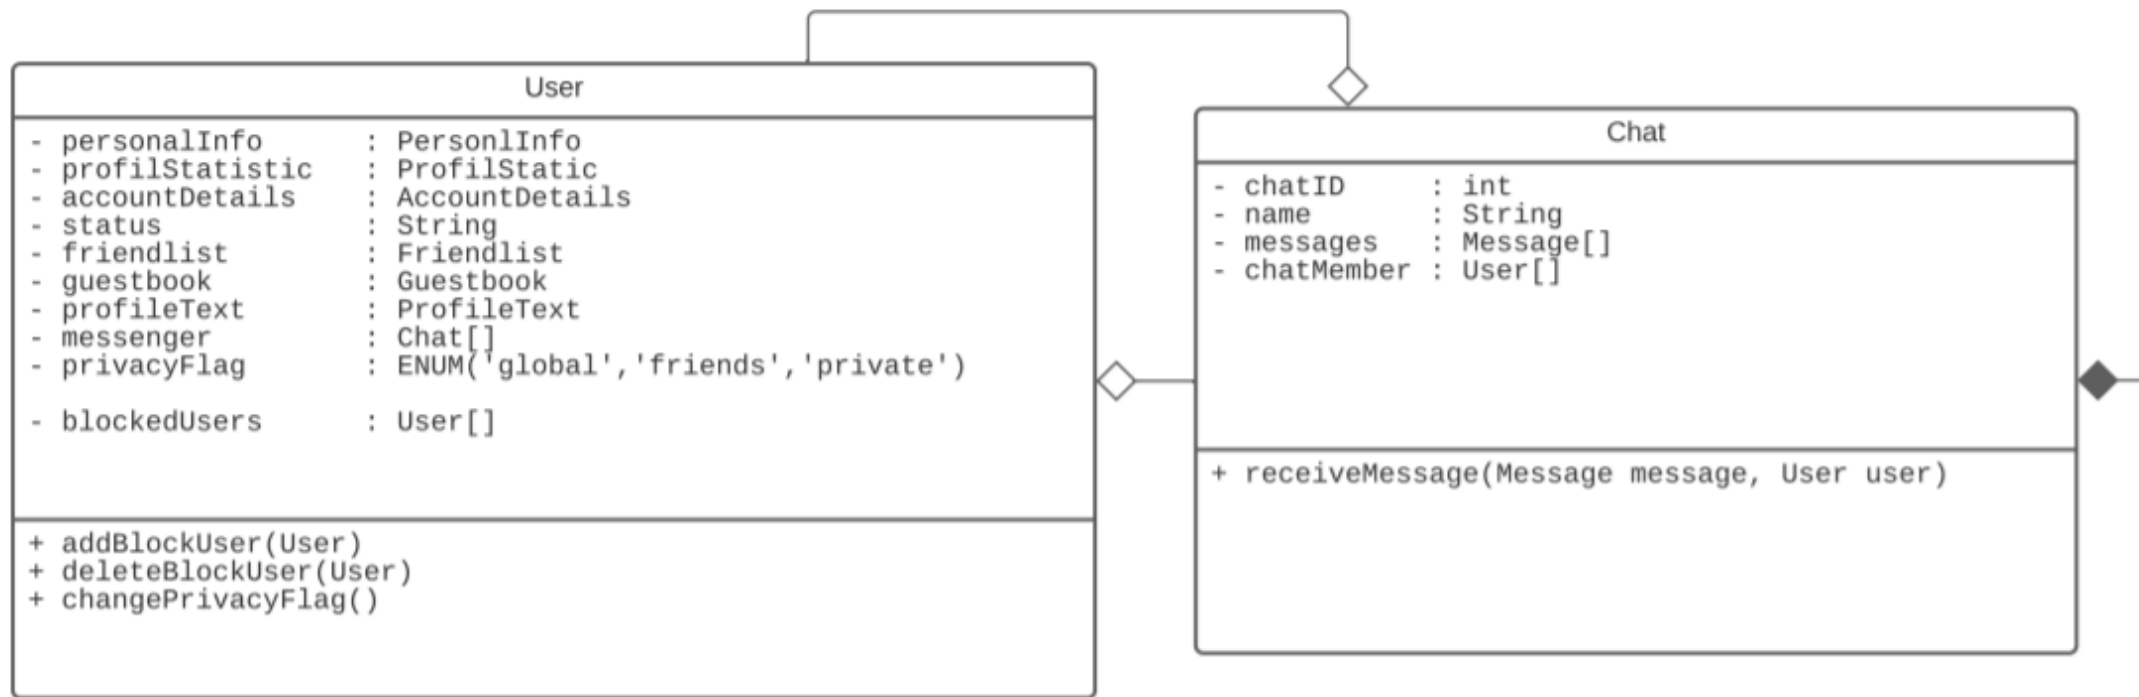 User
- personalInfo : PersonlInfo
- profilStatistic : ProfilStatic
- accountDetails : AccountDetails
- status : String
- friendlist : Friendlist
- guestbook : Guestbook
- profileText : ProfileText
- messenger : Chat[]
- privacyFlag : ENUM('global','friends','private')
- blockedUsers : User[]
+ addBlockUser(User)
+ deleteBlockUser(User)
+ changePrivacyFlag()
Chat
- chatID : int
- name : String
- messages : Message[]
- chatMember : User[]
+ receiveMessage(Message message, User user)